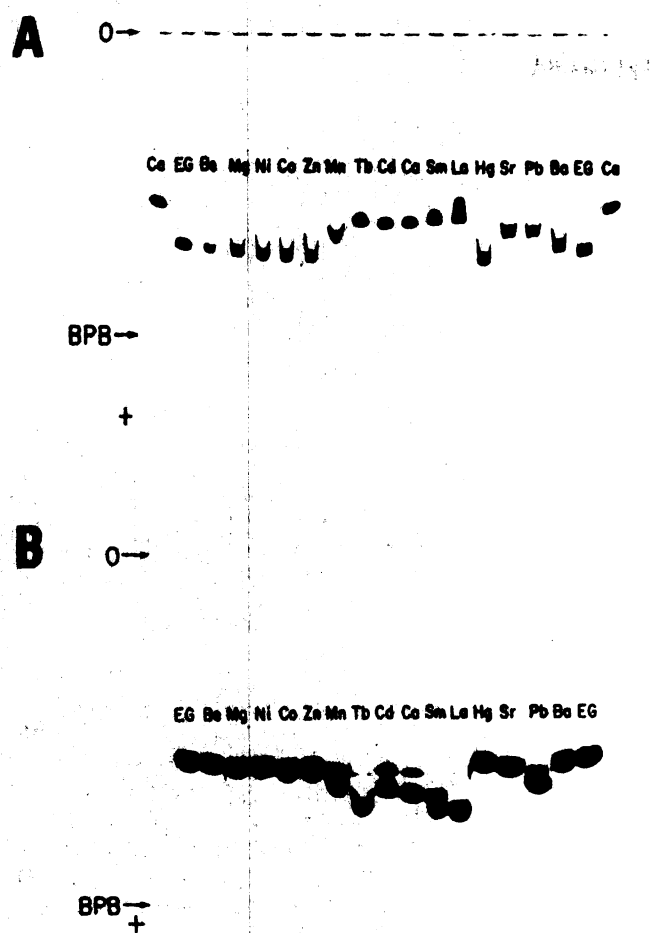 A
O→
Ca EG Be Mg Ni Co Zn Mn Tb Cd Ca Sm La Hg Sr Pb Ba EG Ca
BPB→
+
B
O→
EG Be Mg Ni Co Zn Mn Tb Cd Ca Sm La Hg Sr Pb Ba EG
BPB→
+